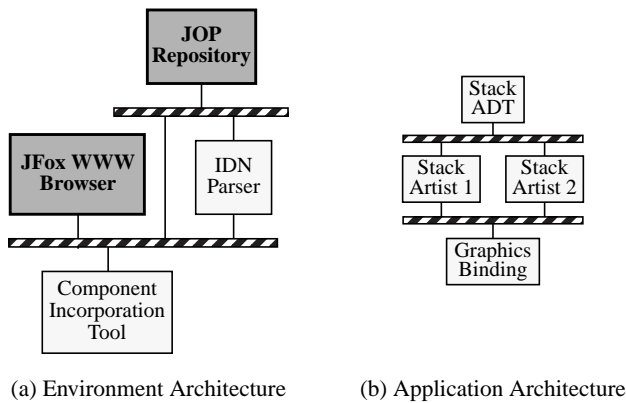 JOP
Repository
JFox WWW
Browser
IDN
Parser
Component
Incorporation
Tool
(a) Environment Architecture
Stack
ADT
Stack
Artist 1
Stack
Artist 2
Graphics
Binding
(b) Application Architecture